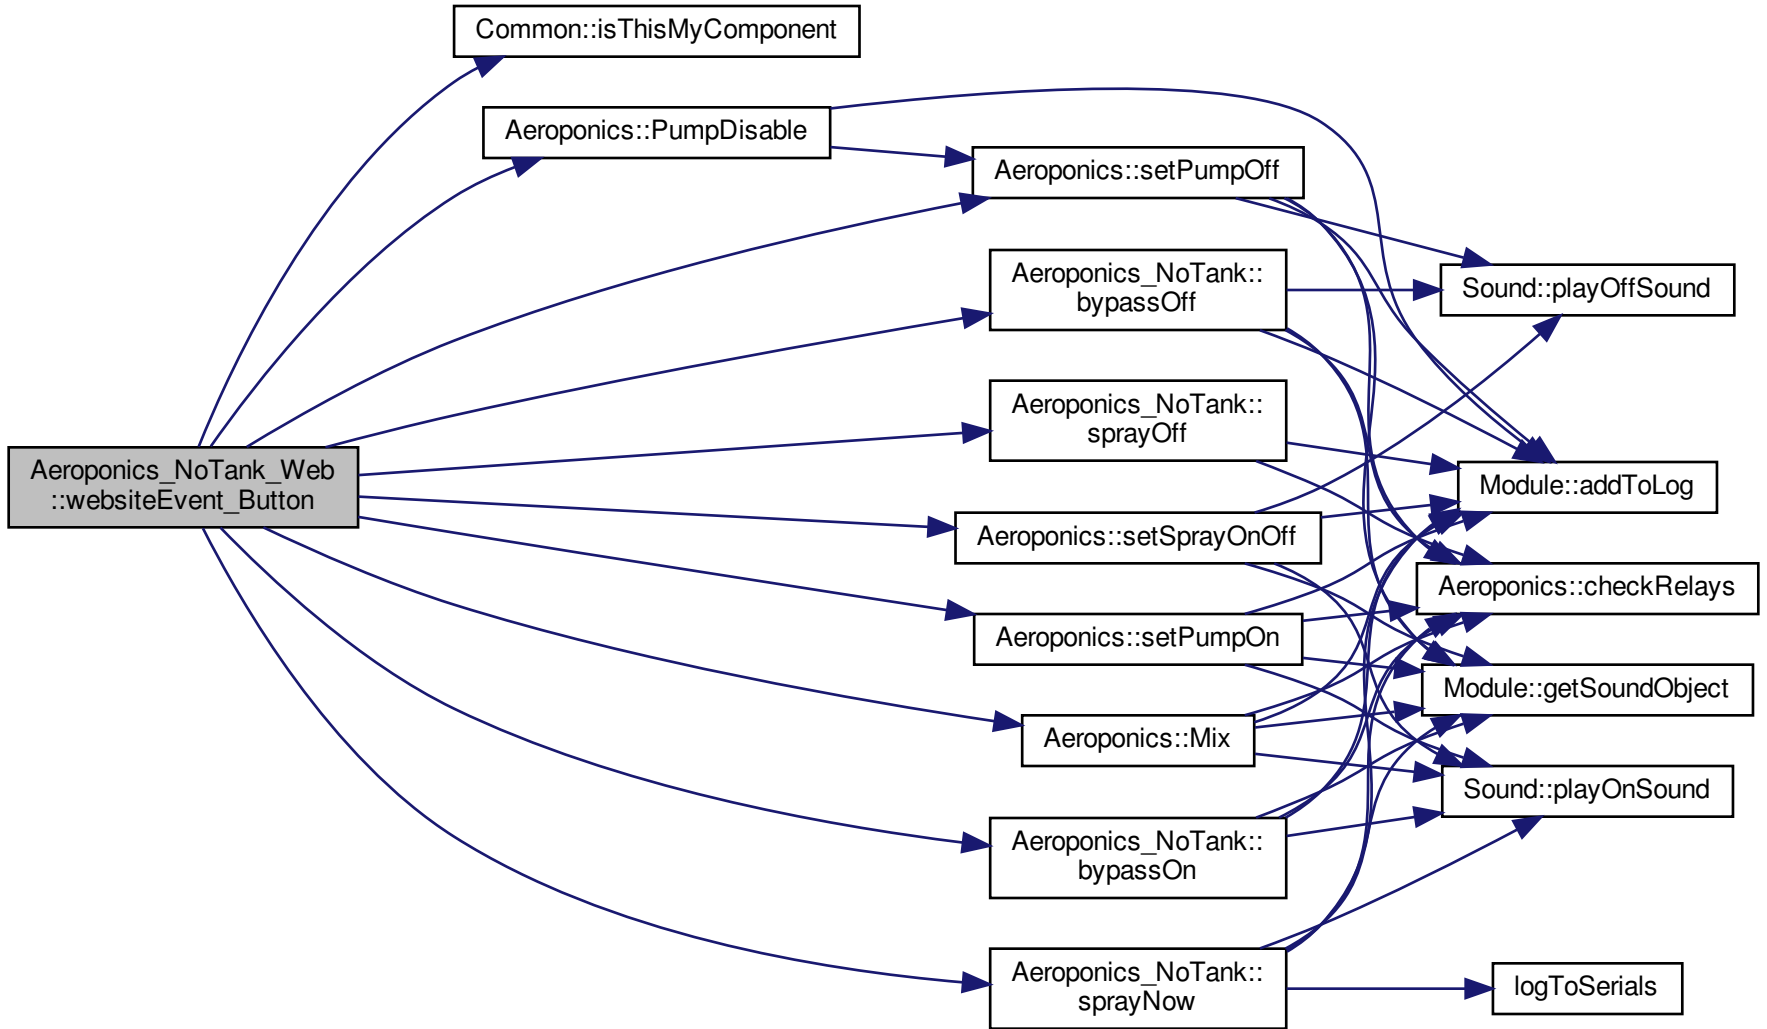 Common::isThisMyComponent
Aeroponics::PumpDisable
Aeroponics::setPumpOff
Aeroponics_NoTank::
bypassOff
Sound::playOffSound
Aeroponics_NoTank::
sprayOff
Aeroponics_NoTank_Web
::websiteEvent_Button
Module::addToLog
Aeroponics::setSprayOnOff
Aeroponics::checkRelays
Aeroponics::setPumpOn
Module::getSoundObject
Aeroponics::Mix
Sound::playOnSound
Aeroponics_NoTank::
bypassOn
Aeroponics_NoTank::
sprayNow
logToSerials